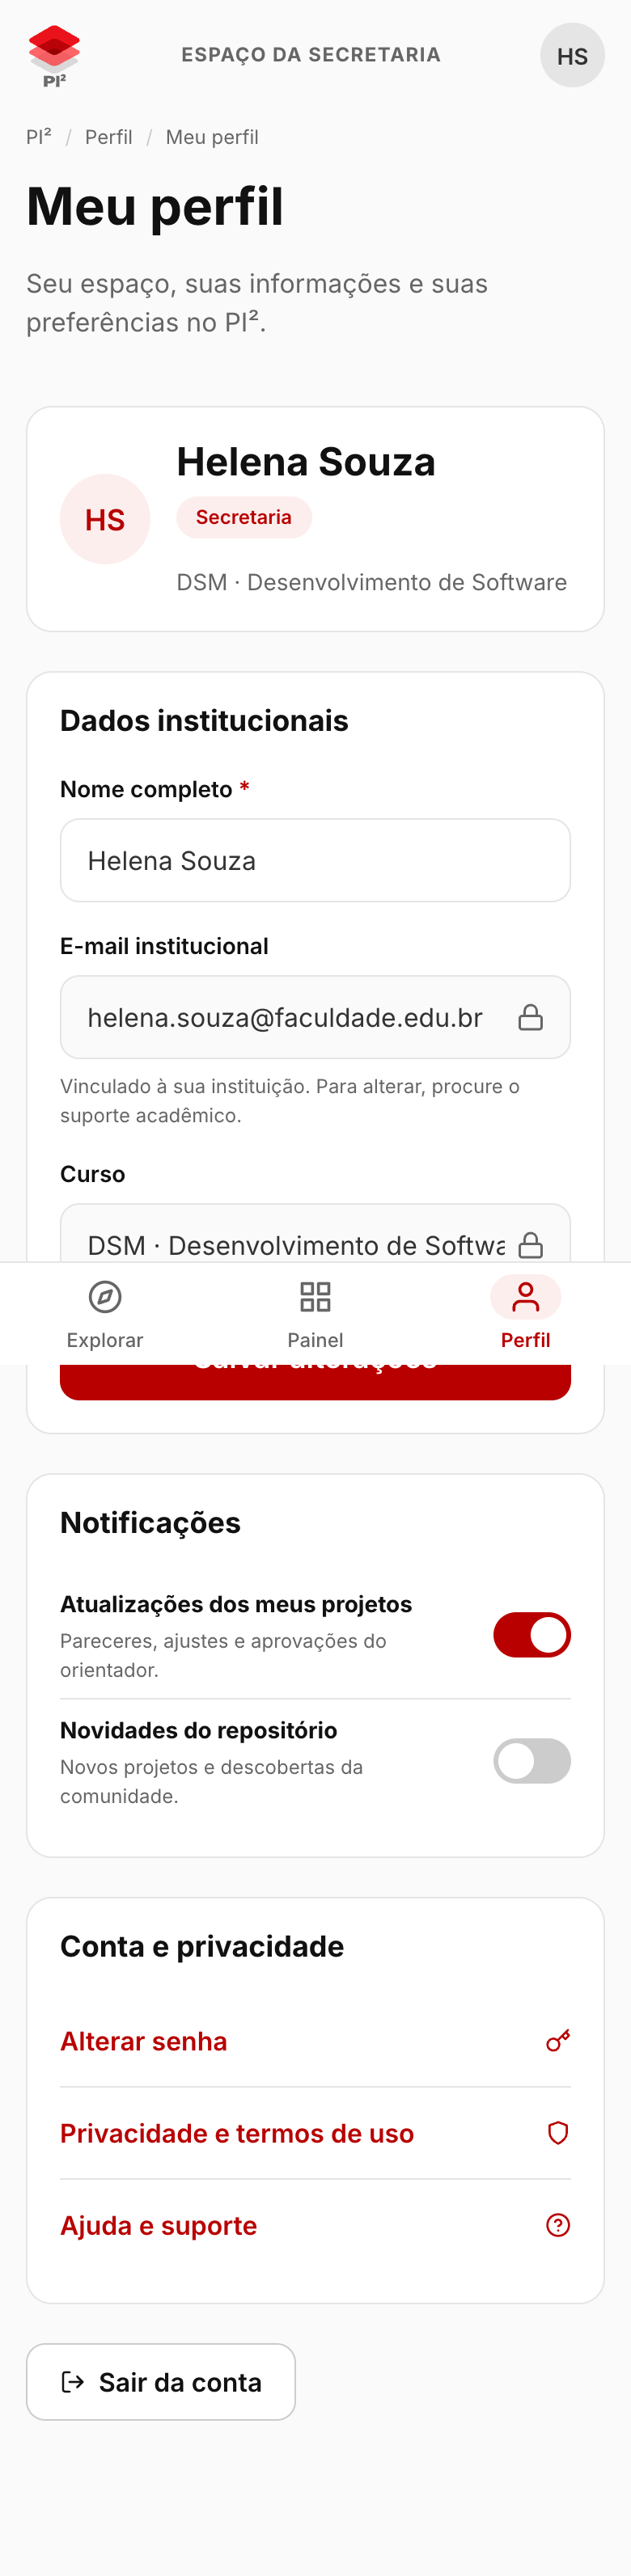 PI²
ESPAÇO DA SECRETARIA
HS
PI² / Perfil / Meu perfil
Meu perfil
Seu espaço, suas informações e suas
preferências no PI².
HS
Helena Souza
Secretaria
DSM · Desenvolvimento de Software
Dados institucionais
Nome completo *
Helena Souza
E-mail institucional
helena.souza@faculdade.edu.br
Vinculado à sua instituição. Para alterar, procure o
suporte acadêmico.
Curso
DSM · Desenvolvimento de Softwa
Explorar
Painel
Perfil
Notificações
Atualizações dos meus projetos
Pareceres, ajustes e aprovações do
orientador.
Novidades do repositório
Novos projetos e descobertas da
comunidade.
Conta e privacidade
Alterar senha
Privacidade e termos de uso
Ajuda e suporte
Sair da conta